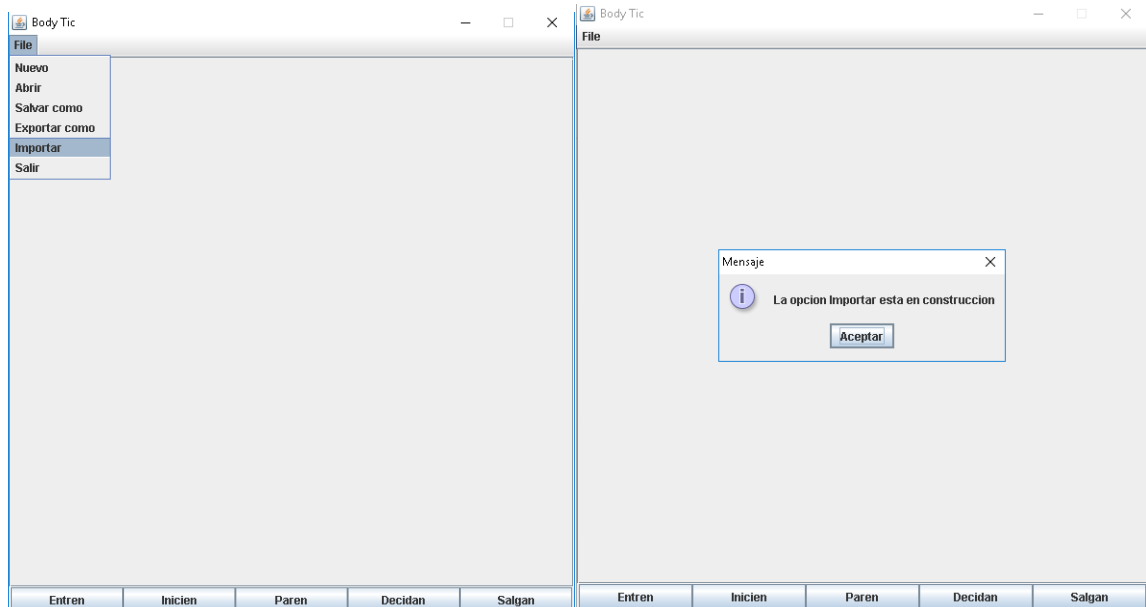 Body Tic
File
Nuevo
Abrir
Salvar como
Exportar como
Importar
Salir
Entren Inicien Paren Decidan Salgan
Body Tic
File
Mensaje
i
La opcion Importar esta en construccion
Aceptar
Entren Inicien Paren Decidan Salgan